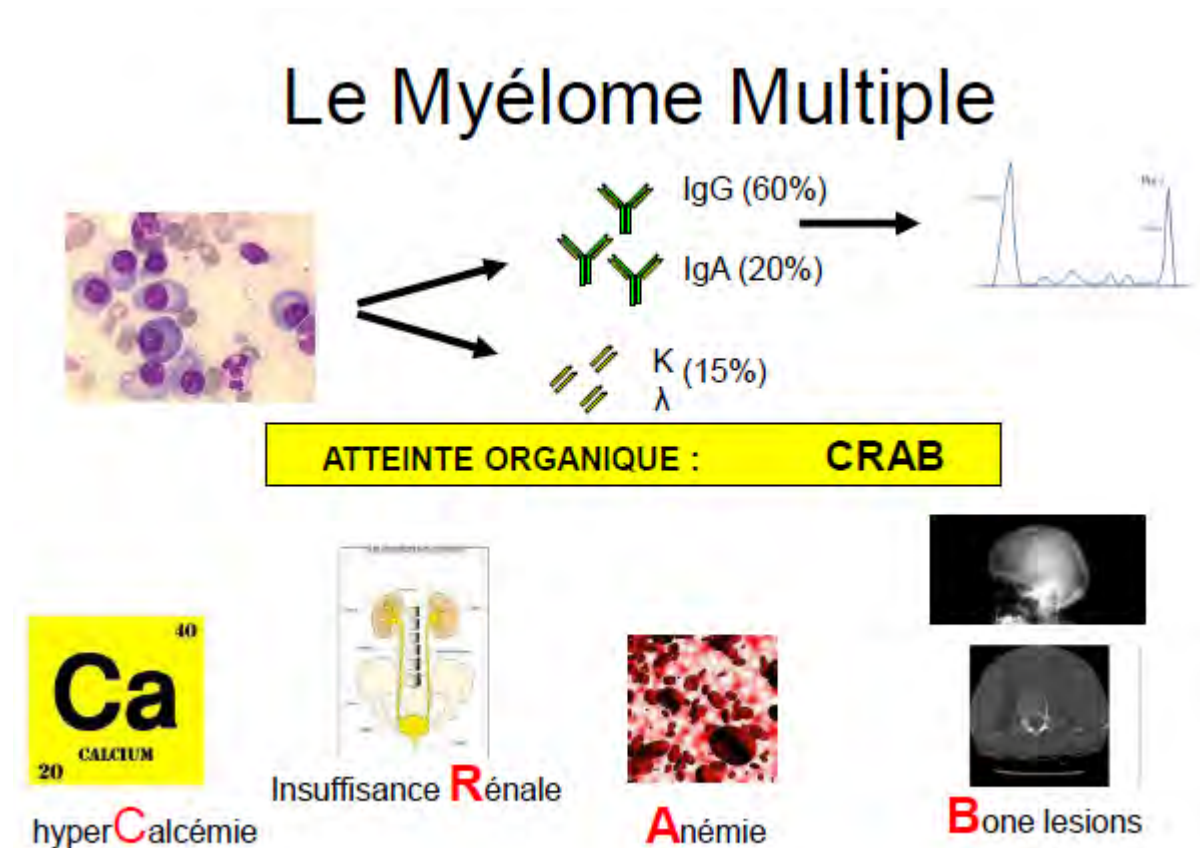 Le Myélome Multiple
IgG (60%)
IgA (20%)
K
λ
(15%)
ATTEINTE ORGANIQUE : CRAB
40
Ca
CALCIUM
20
hyperCalcémie
Insuffisance Rénale
Anémie
Bone lesions